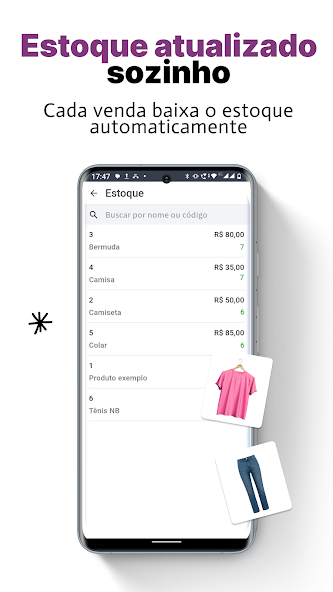 Estoque atualizado
sozinho
Cada venda baixa o estoque
automaticamente
17:47
← Estoque
Buscar por nome ou código
3 R$ 80,00
Bermuda 7
4 R$ 35,00
Camisa 7
2 R$ 50,00
Camiseta 6
5 R$ 85,00
Colar 6
1
Produto exemplo
6
Tênis NB